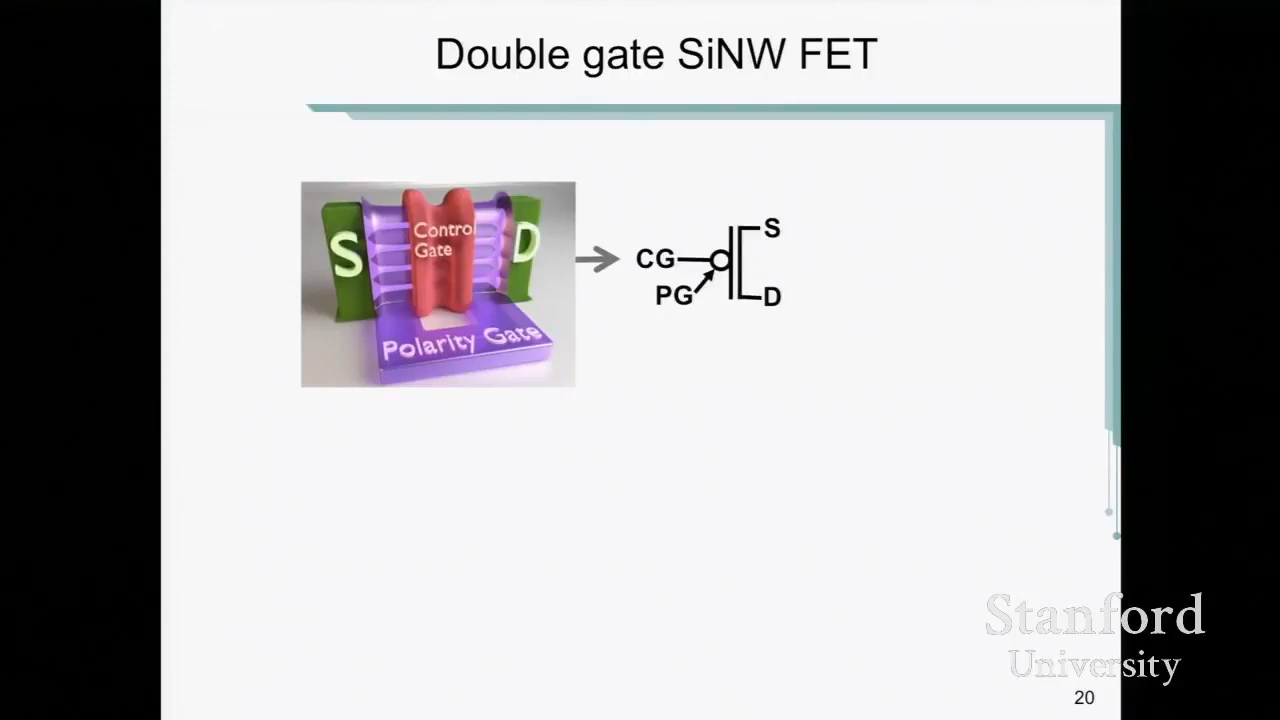 Double gate SiNW FET
S
Control
Gate
D
Polarity Gate
CG
PG
S
D
Stanford
University
20